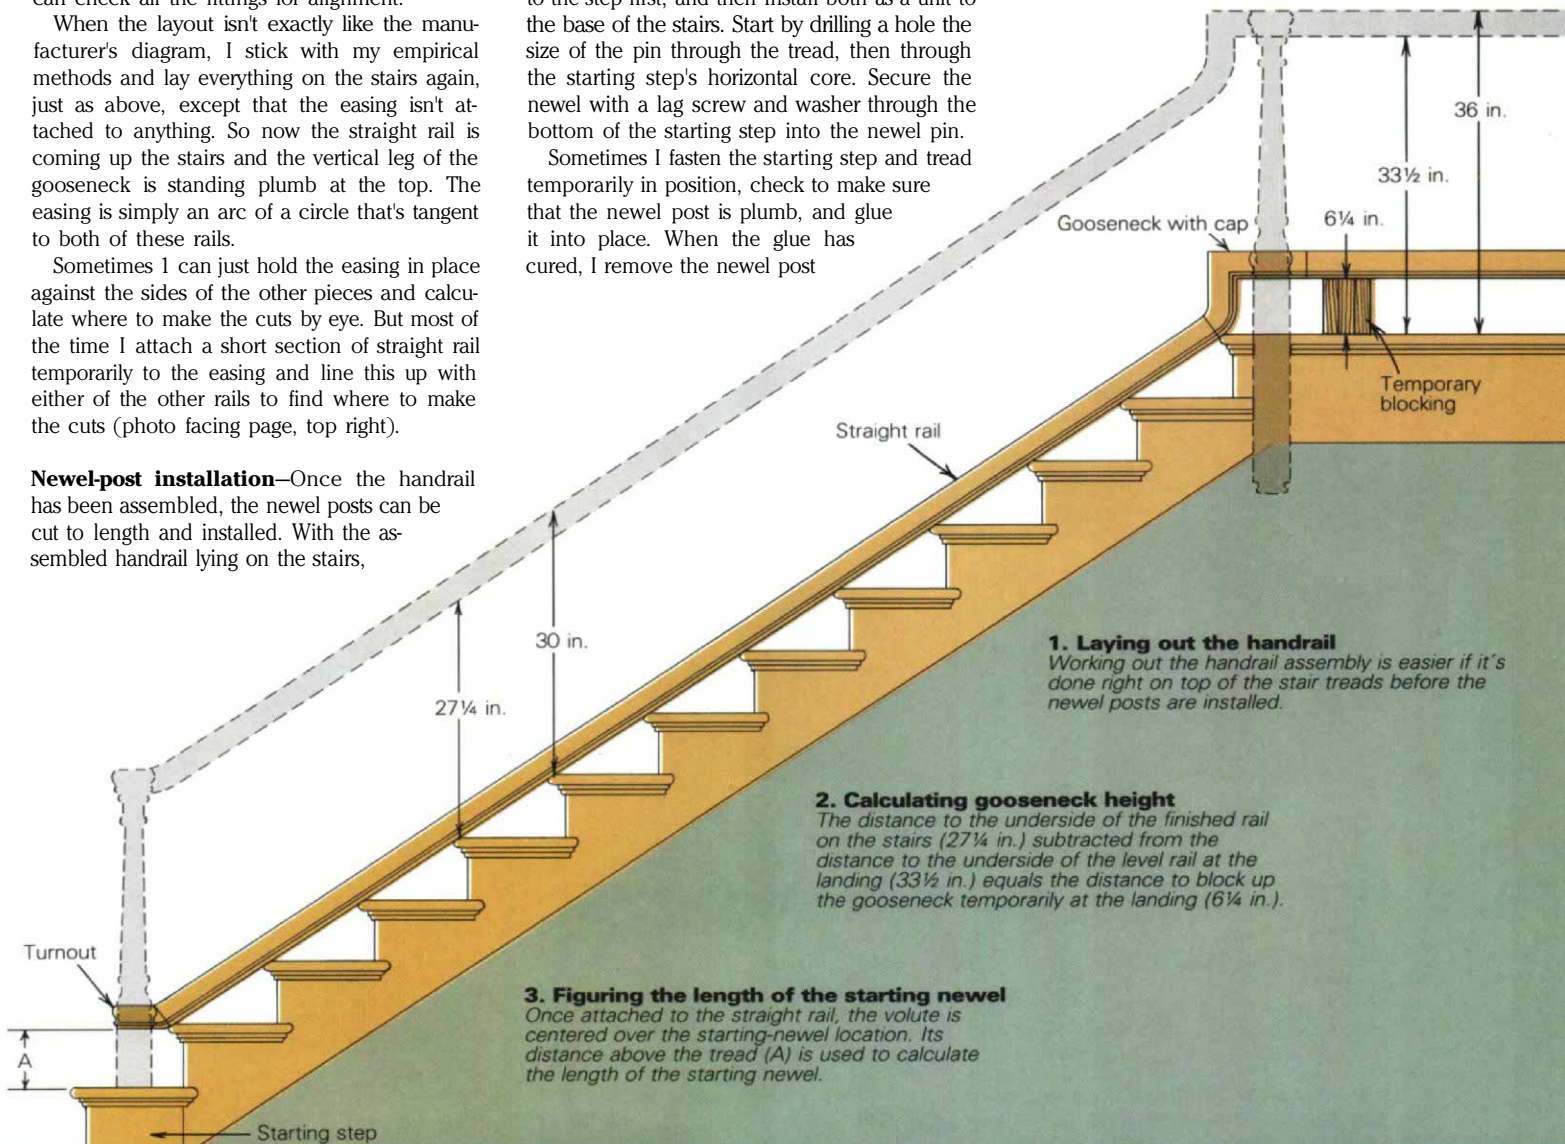 can check all the fittings for alignment.
When the layout isn't exactly like the manu-
facturer's diagram, I stick with my empirical
methods and lay everything on the stairs again,
just as above, except that the easing isn't at-
tached to anything. So now the straight rail is
coming up the stairs and the vertical leg of the
gooseneck is standing plumb at the top. The
easing is simply an arc of a circle that's tangent
to both of these rails.
Sometimes 1 can just hold the easing in place
against the sides of the other pieces and calcu-
late where to make the cuts by eye. But most of
the time I attach a short section of straight rail
temporarily to the easing and line this up with
either of the other rails to find where to make
the cuts (photo facing page, top right).
Newel-post installation—Once the handrail
has been assembled, the newel posts can be
cut to length and installed. With the as-
sembled handrail lying on the stairs,
to the step first, and then install both as a unit to
the base of the stairs. Start by drilling a hole the
size of the pin through the tread, then through
the starting step's horizontal core. Secure the
newel with a lag screw and washer through the
bottom of the starting step into the newel pin.
Sometimes I fasten the starting step and tread
temporarily in position, check to make sure
that the newel post is plumb, and glue
it into place. When the glue has
cured, I remove the newel post
36 in.
33½ in.
6¼ in.
Gooseneck with cap
Temporary
blocking
Straight rail
30 in.
27¼ in.
1. Laying out the handrail
Working out the handrail assembly is easier if it's
done right on top of the stair treads before the
newel posts are installed.
2. Calculating gooseneck height
The distance to the underside of the finished rail
on the stairs (27¼ in.) subtracted from the
distance to the underside of the level rail at the
landing (33½ in.) equals the distance to block up
the gooseneck temporarily at the landing (6¼ in.).
Turnout
3. Figuring the length of the starting newel
Once attached to the straight rail, the volute is
centered over the starting-newel location. Its
distance above the tread (A) is used to calculate
the length of the starting newel.
A
Starting step